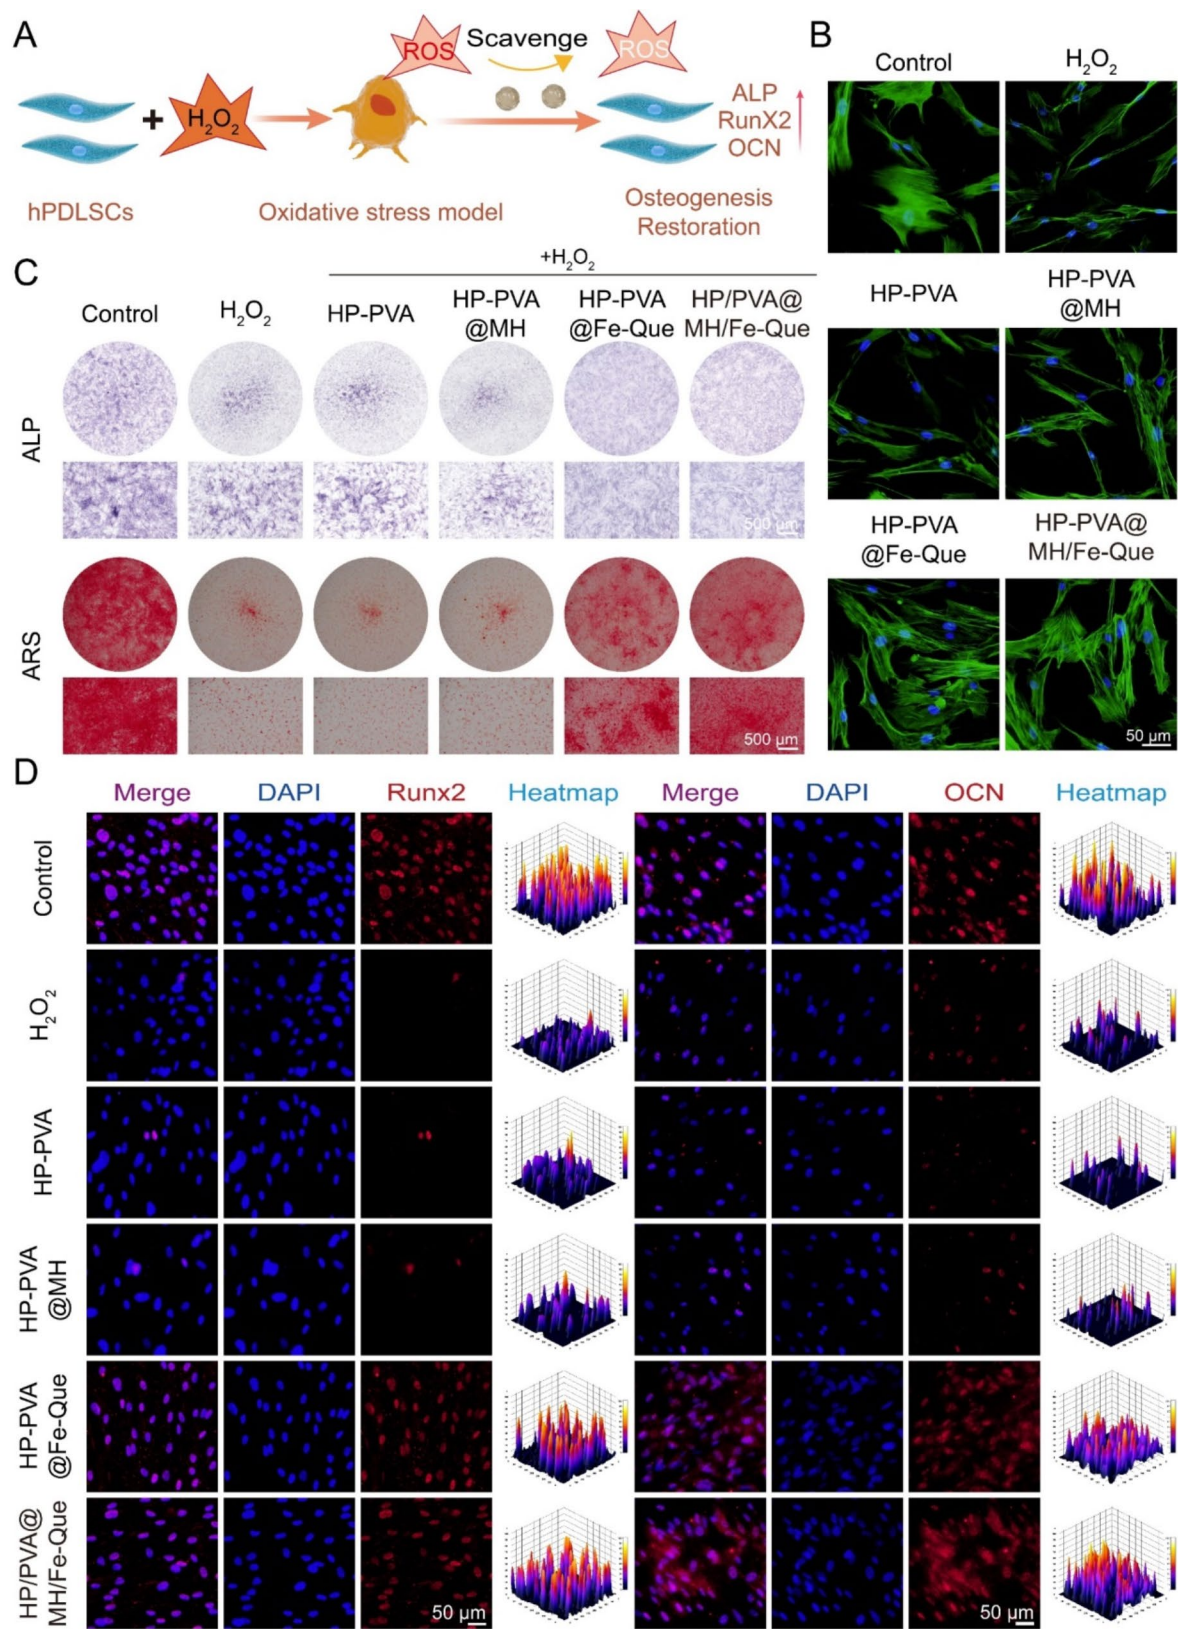 A
ROS
Scavenge
ROS
+
H2O2
ALP
RunX2
OCN
hPDLSCs
Oxidative stress model
Osteogenesis
Restoration
B
Control
H2O2
HP-PVA
HP-PVA
@MH
HP-PVA
@Fe-Que
HP-PVA@
MH/Fe-Que
50 µm
C
+H2O2
Control
H2O2
HP-PVA
HP-PVA
@MH
HP-PVA
@Fe-Que
HP/PVA@
MH/Fe-Que
ALP
500 µm
ARS
500 µm
D
Merge DAPI Runx2 Heatmap Merge DAPI OCN Heatmap
Control
H2O2
HP-PVA
HP-PVA
@MH
HP-PVA
@Fe-Que
HP/PVA@
MH/Fe-Que
50 µm
50 µm